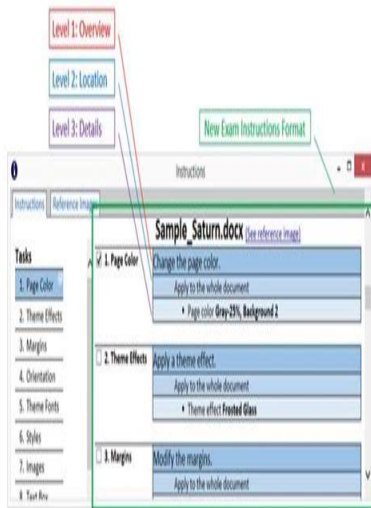 Level 1: Overview
Level 2: Location
Level 3: Details
New Exam Instructions Format
Instructions
Instructions
Reference Images
Sample_Saturn.docx (See reference image)
Tasks
1. Page Color
2. Theme Effects
3. Margins
4. Orientation
5. Theme Fonts
6. Styles
7. Images
8. Text Box
1. Page Color
Change the page color.
Apply to the whole document
• Page color Gray-25%, Background 2
2. Theme Effects
Apply a theme effect.
Apply to the whole document
• Theme effect Frosted Glass
3. Margins
Modify the margins.
Apply to the whole document